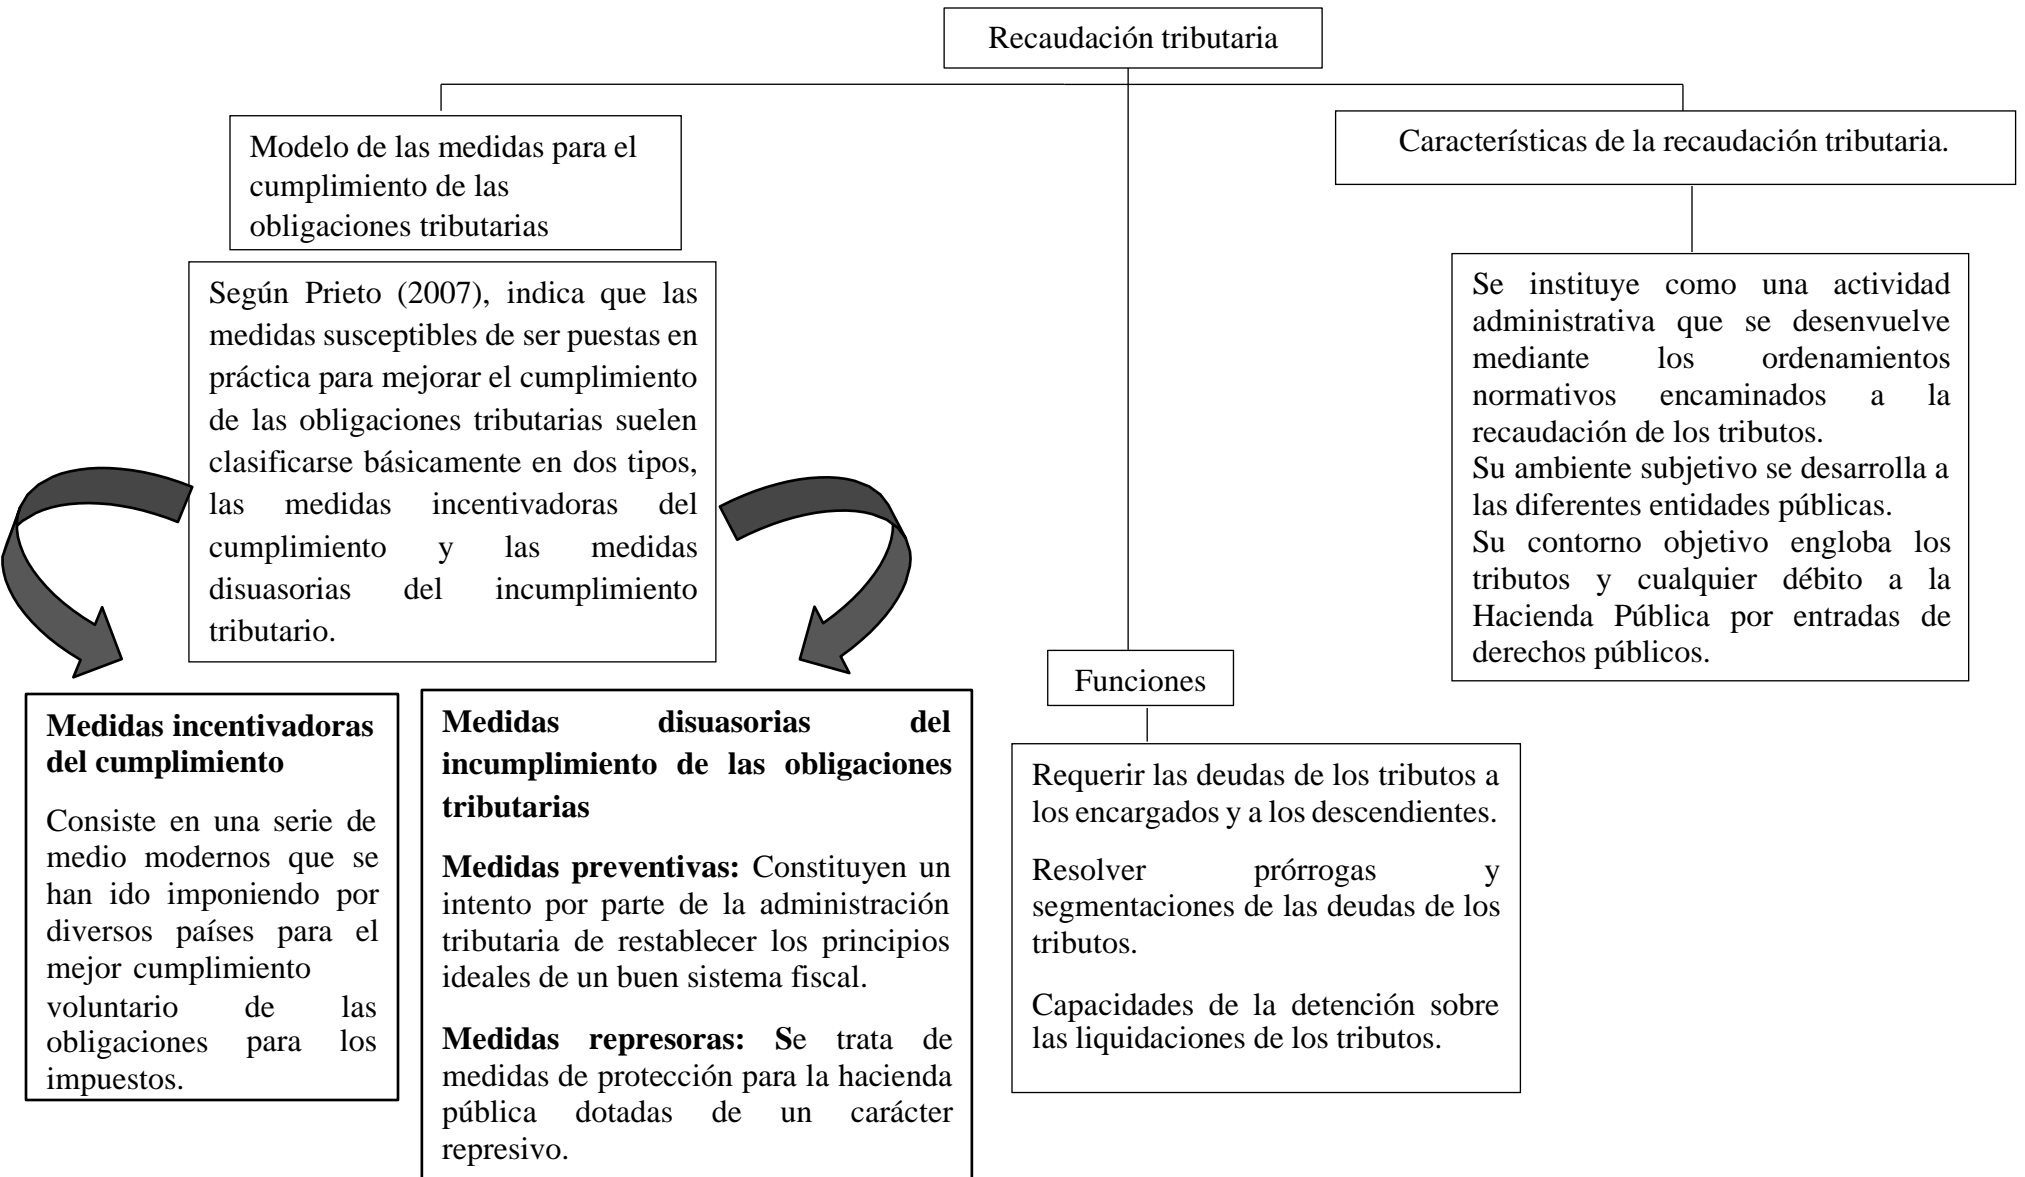 Recaudación tributaria
Modelo de las medidas para el
cumplimiento de las
obligaciones tributarias
Según Prieto (2007), indica que las
medidas susceptibles de ser puestas en
práctica para mejorar el cumplimiento
de las obligaciones tributarias suelen
clasificarse básicamente en dos tipos,
las medidas incentivadoras del
cumplimiento y las medidas
disuasorias del incumplimiento
tributario.
Medidas incentivadoras
del cumplimiento
Consiste en una serie de
medio modernos que se
han ido imponiendo por
diversos países para el
mejor cumplimiento
voluntario de las
obligaciones para los
impuestos.
Medidas disuasorias del
incumplimiento de las obligaciones
tributarias
Medidas preventivas: Constituyen un
intento por parte de la administración
tributaria de restablecer los principios
ideales de un buen sistema fiscal.
Medidas represoras: Se trata de
medidas de protección para la hacienda
pública dotadas de un carácter
represivo.
Funciones
Requerir las deudas de los tributos a
los encargados y a los descendientes.
Resolver prórrogas y
segmentaciones de las deudas de los
tributos.
Capacidades de la detención sobre
las liquidaciones de los tributos.
Características de la recaudación tributaria.
Se instituye como una actividad
administrativa que se desenvuelve
mediante los ordenamientos
normativos encaminados a la
recaudación de los tributos.
Su ambiente subjetivo se desarrolla a
las diferentes entidades públicas.
Su contorno objetivo engloba los
tributos y cualquier débito a la
Hacienda Pública por entradas de
derechos públicos.